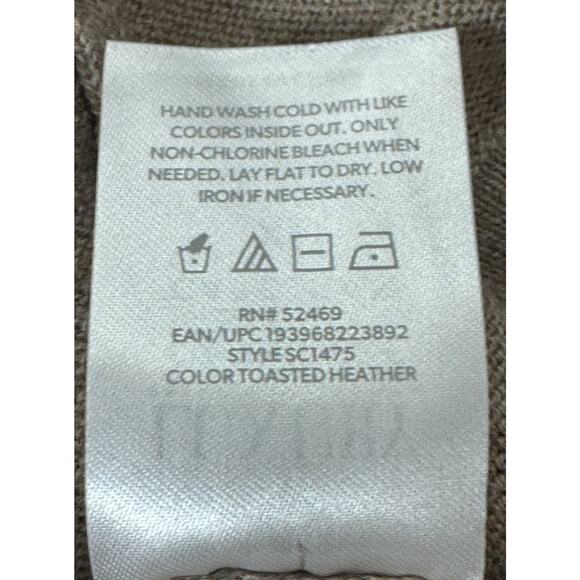 HAND WASH COLD WITH LIKE
COLORS INSIDE OUT. ONLY
NON-CHLORINE BLEACH WHEN
NEEDED. LAY FLAT TO DRY. LOW
IRON IF NECESSARY.
RN# 52469
EAN/UPC 193968223892
STYLE SC1475
COLOR TOASTED HEATHER